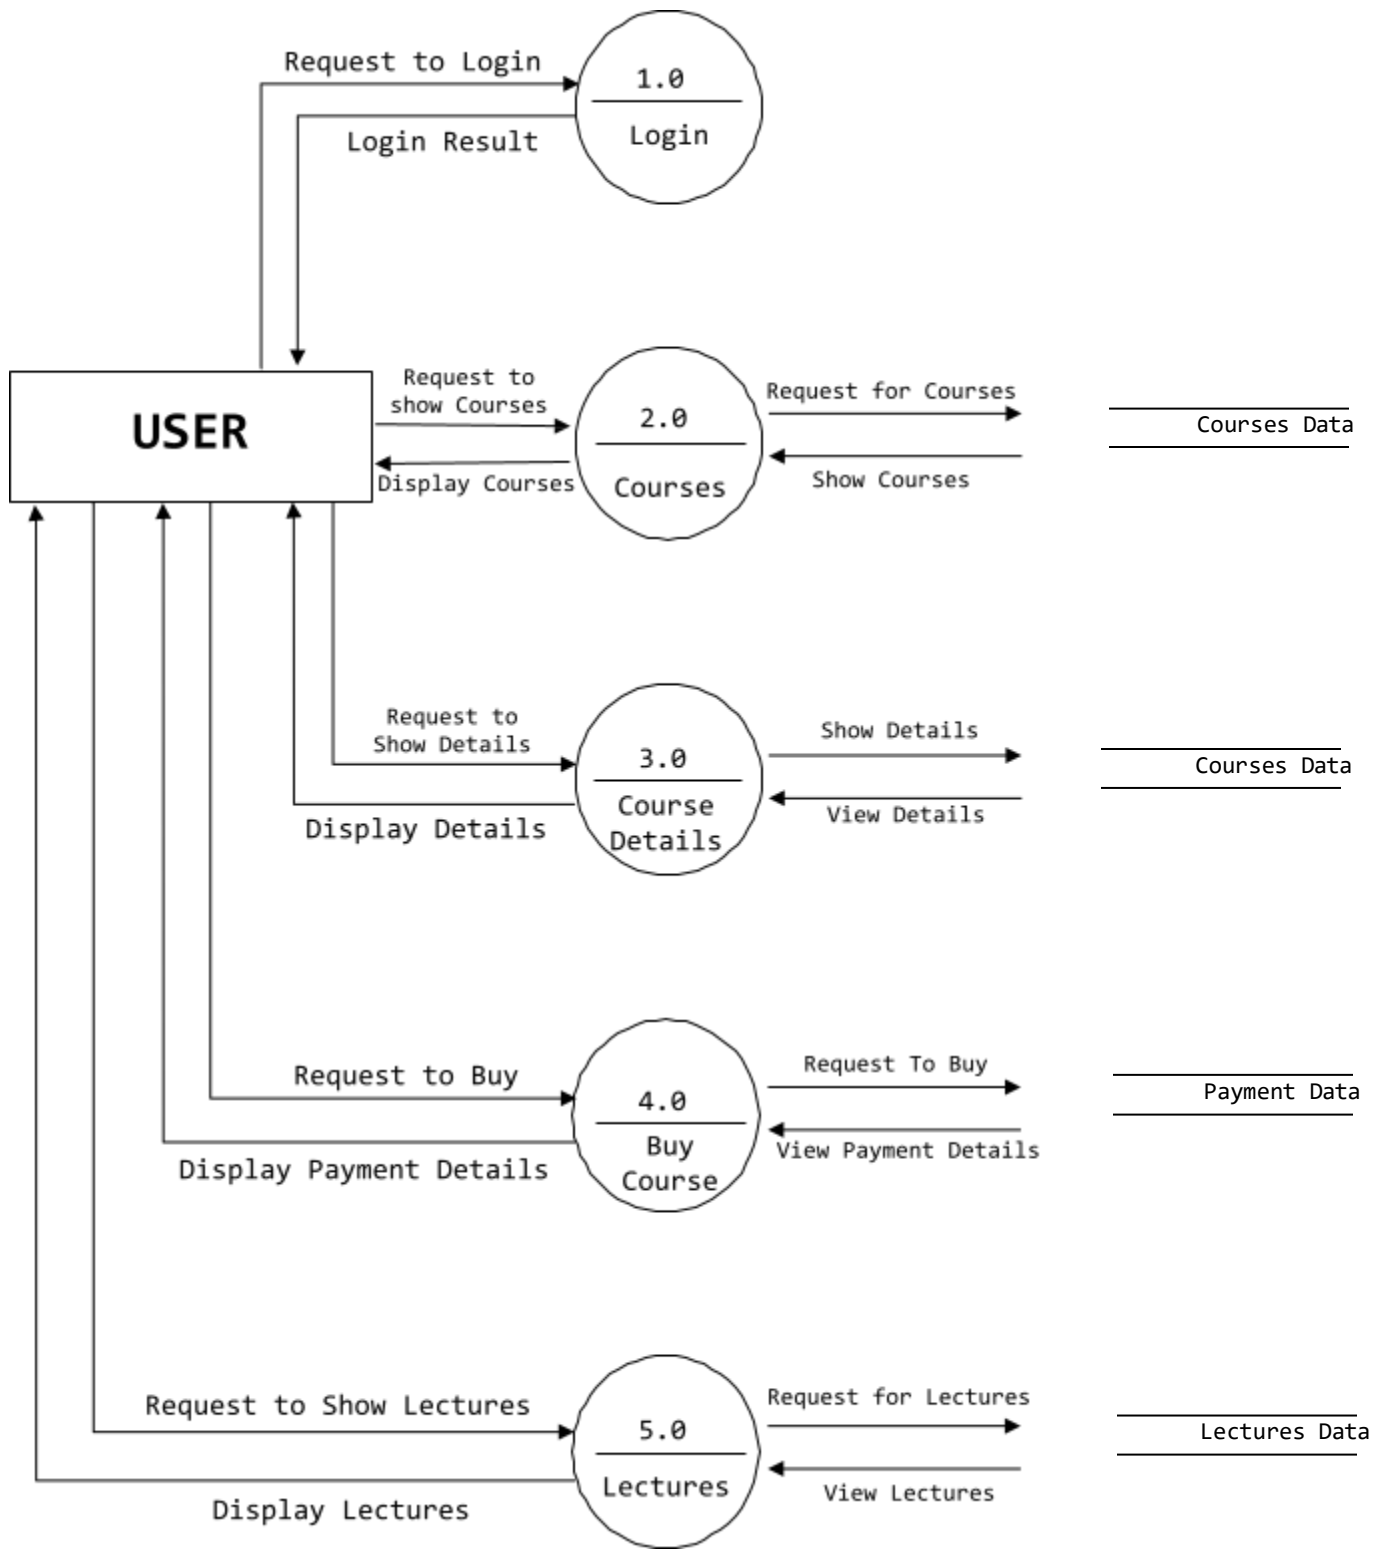 Request to Login
1.0
Login
Login Result
USER
Request to
show Courses
Display Courses
2.0
Courses
Request for Courses
Show Courses
Courses Data
Request to
Show Details
Display Details
3.0
Course
Details
Show Details
View Details
Courses Data
Request to Buy
Display Payment Details
4.0
Buy
Course
Request To Buy
View Payment Details
Payment Data
Request to Show Lectures
Display Lectures
5.0
Lectures
Request for Lectures
View Lectures
Lectures Data